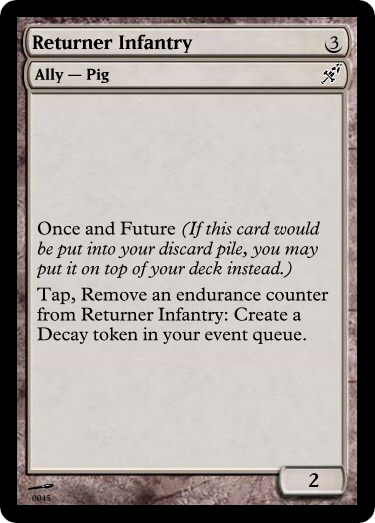 Returner Infantry 3
Ally — Pig
Once and Future (If this card would
be put into your discard pile, you may
put it on top of your deck instead.)
Tap, Remove an endurance counter
from Returner Infantry: Create a
Decay token in your event queue.
2
0045